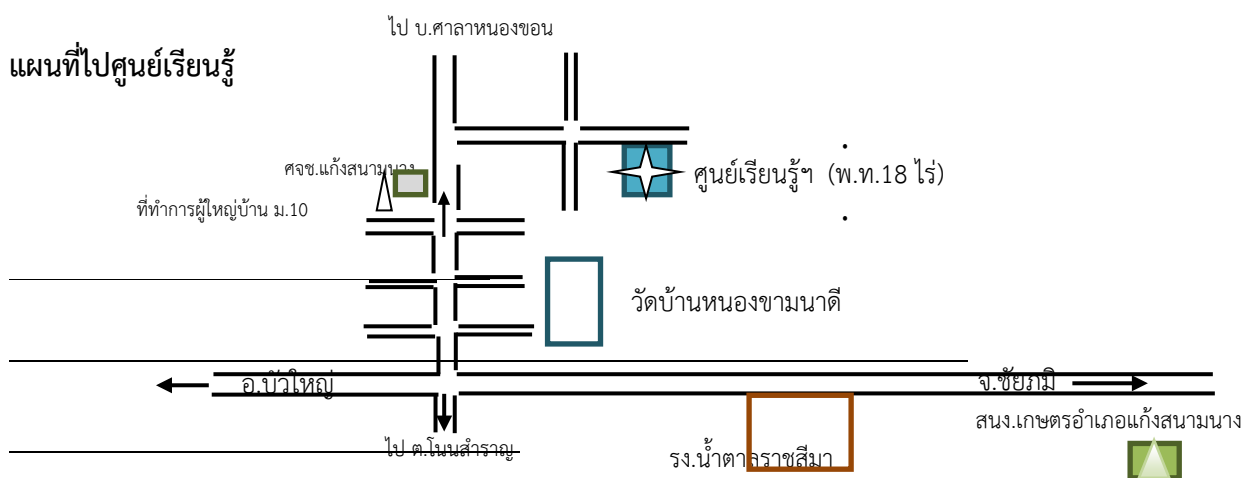 ไป บ.ศาลาหนองขอน
แผนที่ไปศูนย์เรียนรู้
ศจช.แก้งสนามนาง
ศูนย์เรียนรู้ฯ (พ.ท.18 ไร่)
ที่ทำการผู้ใหญ่บ้าน ม.10
วัดบ้านหนองขามนาดี
อ.บัวใหญ่
จ.ชัยภมิ
สนง.เกษตรอำเภอแก้งสนามนาง
ไป ต.โนนสำราญ
รง.น้ำตาลราชสีมา